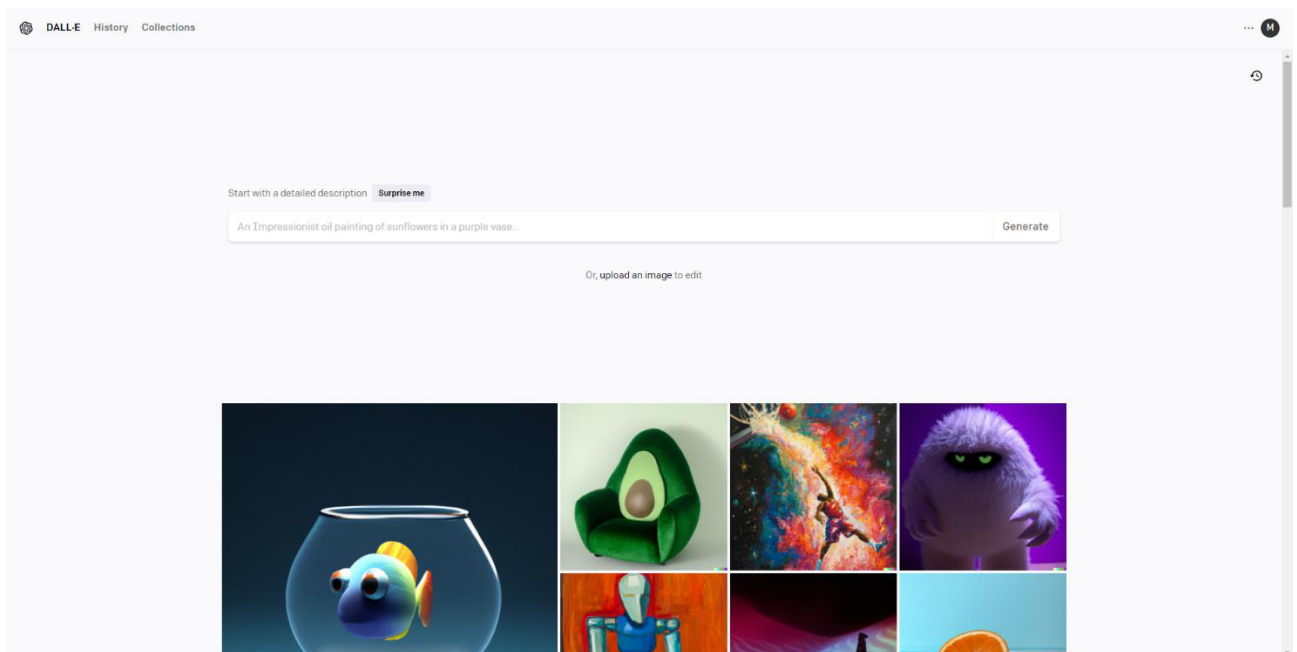 DALL·E History Collections ··· M
Start with a detailed description Surprise me
An Impressionist oil painting of sunflowers in a purple vase... Generate
Or, upload an image to edit